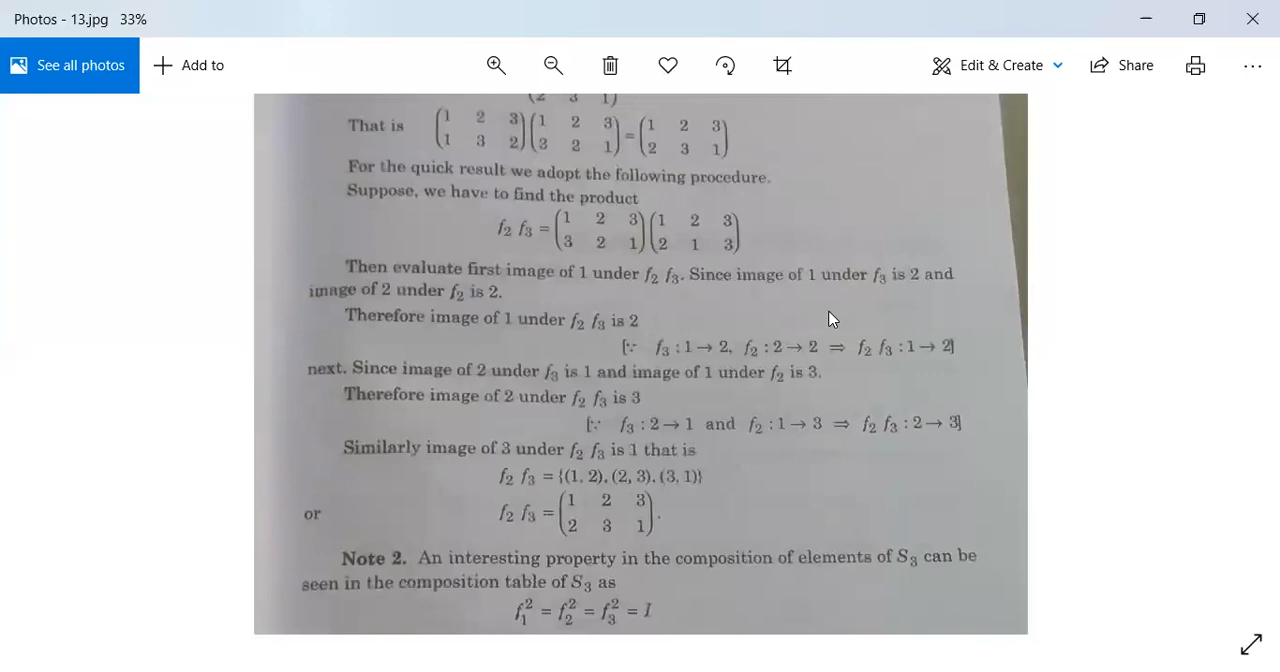 Photos - 13.jpg 33%
See all photos
Add to
Edit & Create
Share
(2 3 1)
That is (1 2 3) (1 2 3) = (1 2 3)
(1 3 2) (3 2 1) (2 3 1)
For the quick result we adopt the following procedure.
Suppose, we have to find the product
f₂ f₃ = (1 2 3) (1 2 3)
(3 2 1) (2 1 3)
Then evaluate first image of 1 under f₂ f₃. Since image of 1 under f₃ is 2 and
image of 2 under f₂ is 2.
Therefore image of 1 under f₂ f₃ is 2
[∵ f₃ : 1 → 2, f₂ : 2 → 2 ⇒ f₂ f₃ : 1 → 2]
next. Since image of 2 under f₃ is 1 and image of 1 under f₂ is 3.
Therefore image of 2 under f₂ f₃ is 3
[∵ f₃ : 2 → 1 and f₂ : 1 → 3 ⇒ f₂ f₃ : 2 → 3]
Similarly image of 3 under f₂ f₃ is 1 that is
f₂ f₃ = {(1, 2), (2, 3), (3, 1)}
or f₂ f₃ = (1 2 3)
(2 3 1).
Note 2. An interesting property in the composition of elements of S₃ can be
seen in the composition table of S₃ as
f₁² = f₂² = f₃² = I